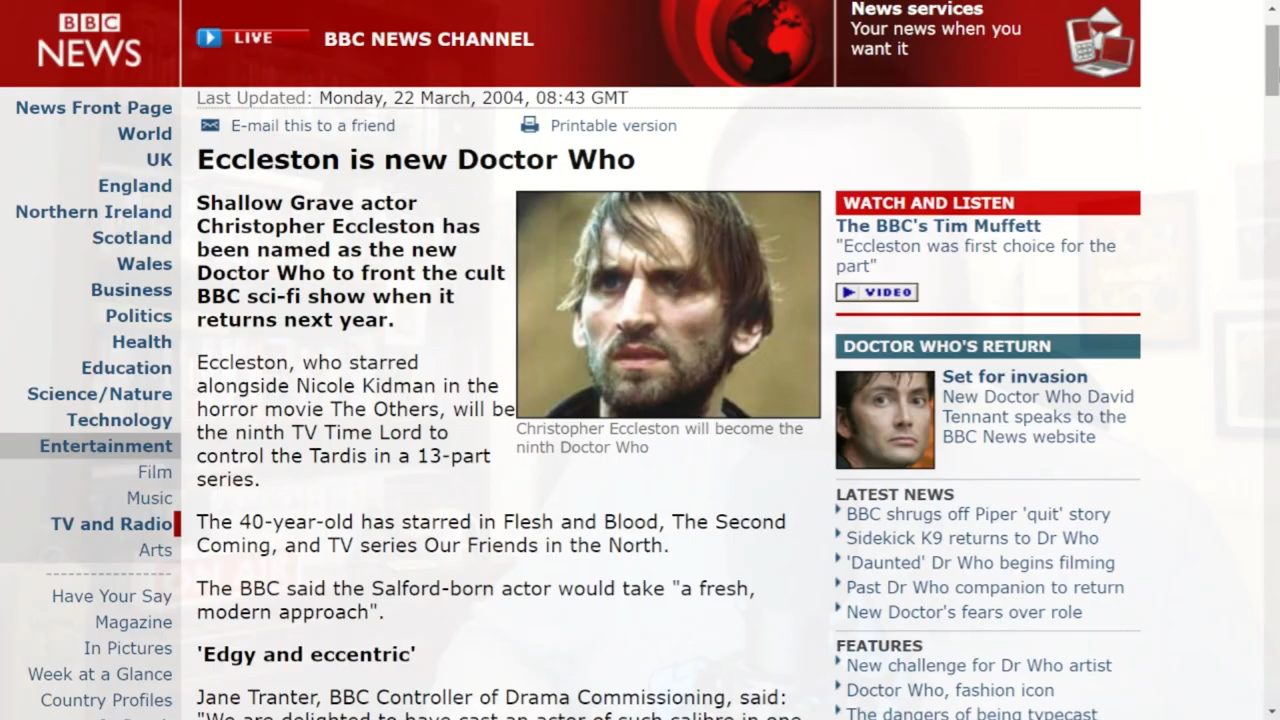 BBC
NEWS
LIVE
BBC NEWS CHANNEL
News services
Your news when you
want it
News Front Page
World
UK
England
Northern Ireland
Scotland
Wales
Business
Politics
Health
Education
Science/Nature
Technology
Entertainment
Film
Music
TV and Radio
Arts
Have Your Say
Magazine
In Pictures
Week at a Glance
Country Profiles
Last Updated: Monday, 22 March, 2004, 08:43 GMT
E-mail this to a friend
Printable version
Eccleston is new Doctor Who
Shallow Grave actor
Christopher Eccleston has
been named as the new
Doctor Who to front the cult
BBC sci-fi show when it
returns next year.
Eccleston, who starred
alongside Nicole Kidman in the
horror movie The Others, will be
the ninth TV Time Lord to
control the Tardis in a 13-part
series.
Christopher Eccleston will become the
ninth Doctor Who
The 40-year-old has starred in Flesh and Blood, The Second
Coming, and TV series Our Friends in the North.
The BBC said the Salford-born actor would take "a fresh,
modern approach".
'Edgy and eccentric'
Jane Tranter, BBC Controller of Drama Commissioning, said:
"We are delighted to have cast an actor of such calibre in one
WATCH AND LISTEN
The BBC's Tim Muffett
"Eccleston was first choice for the
part"
VIDEO
DOCTOR WHO'S RETURN
Set for invasion
New Doctor Who David
Tennant speaks to the
BBC News website
LATEST NEWS
BBC shrugs off Piper 'quit' story
Sidekick K9 returns to Dr Who
'Daunted' Dr Who begins filming
Past Dr Who companion to return
New Doctor's fears over role
FEATURES
New challenge for Dr Who artist
Doctor Who, fashion icon
The dangers of being typecast